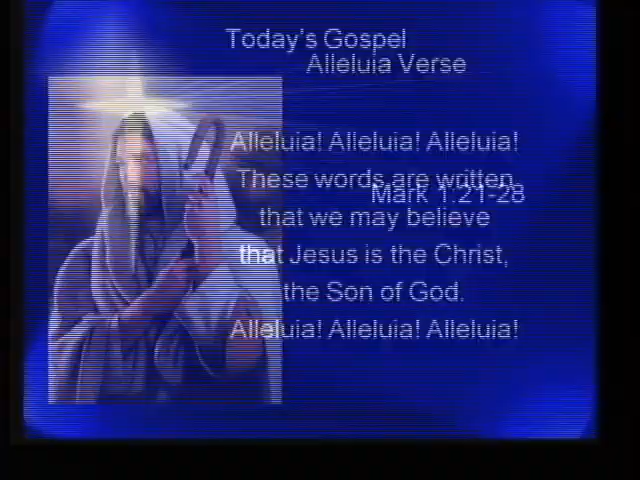 Today's Gospel
Alleluia Verse
Alleluia! Alleluia! Alleluia!
These words are written
Mark 1:21-28
that we may believe
that Jesus is the Christ,
the Son of God.
Alleluia! Alleluia! Alleluia!